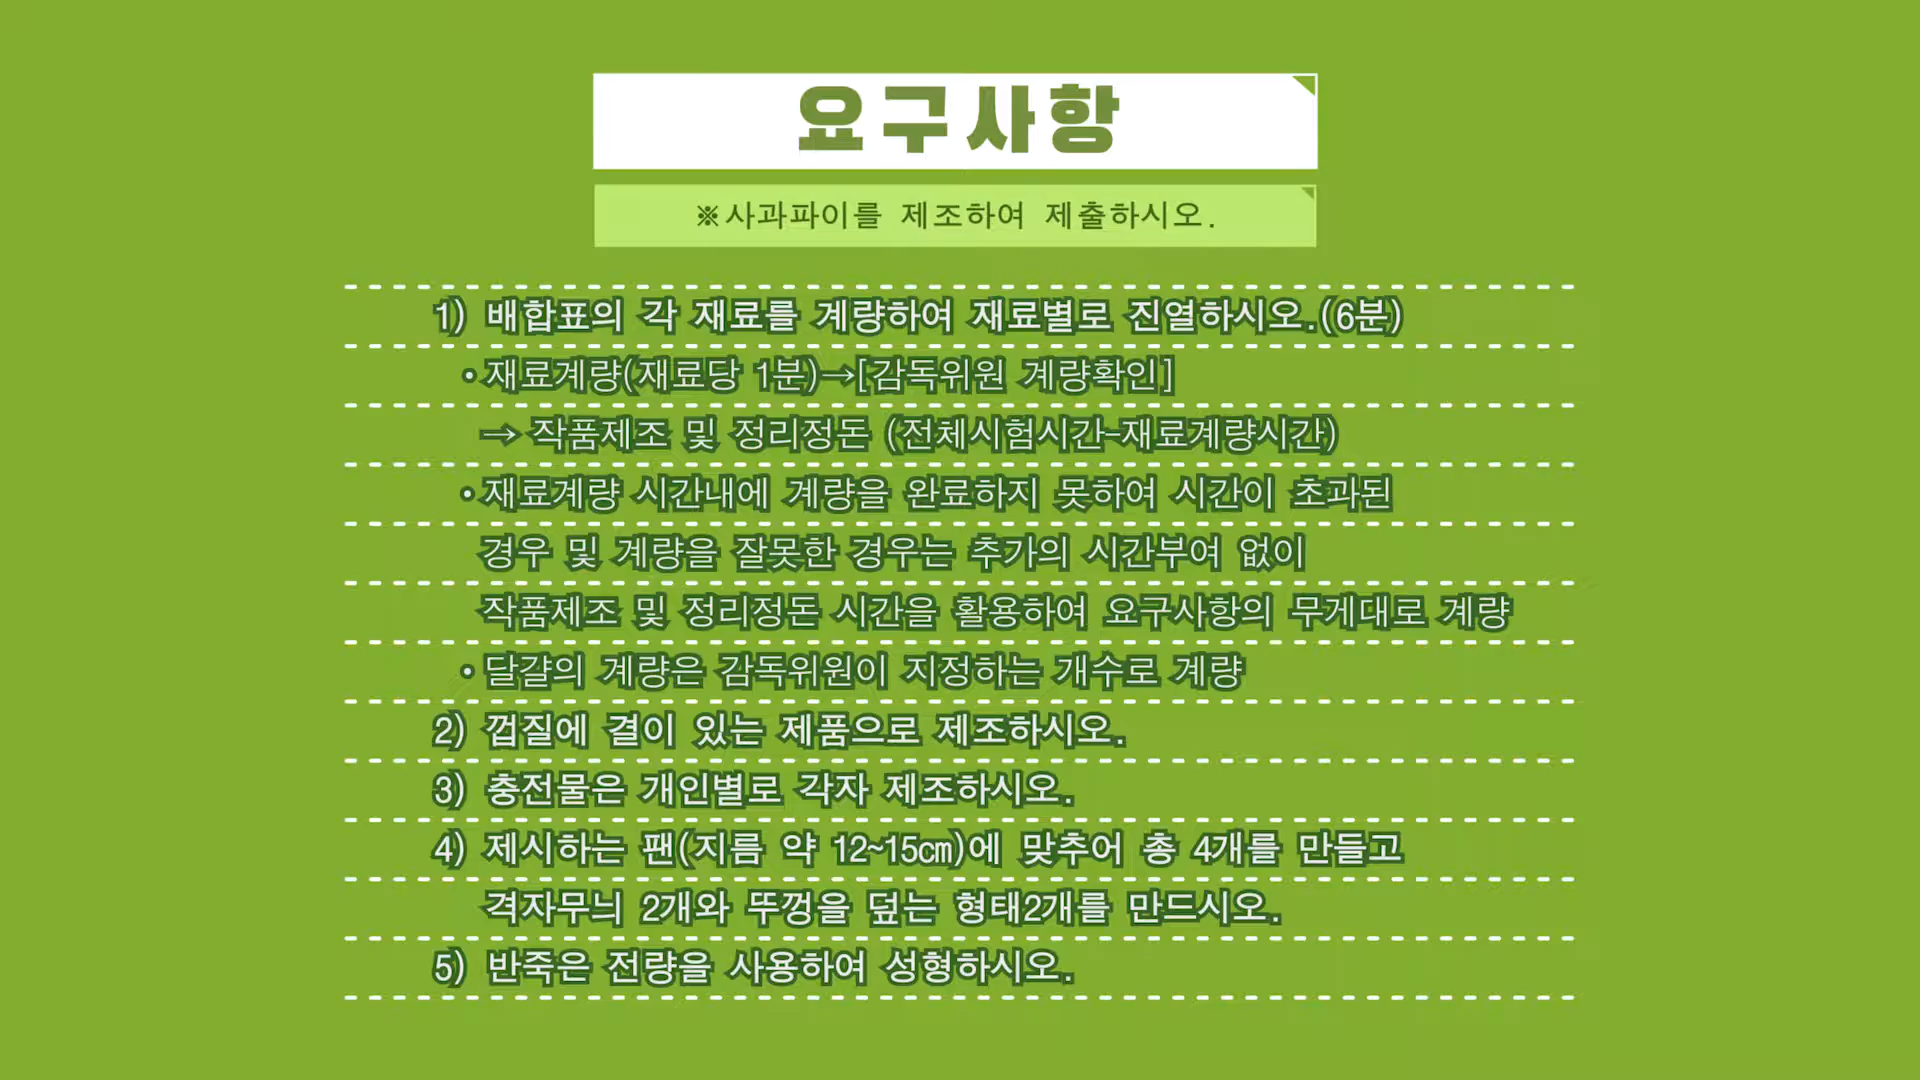 요구사항
※사과파이를 제조하여 제출하시오.
1) 배합표의 각 재료를 계량하여 재료별로 진열하시오.(6분)
•재료계량(재료당 1분)→[감독위원 계량확인]
→ 작품제조 및 정리정돈 (전체시험시간-재료계량시간)
•재료계량 시간내에 계량을 완료하지 못하여 시간이 초과된
경우 및 계량을 잘못한 경우는 추가의 시간부여 없이
작품제조 및 정리정돈 시간을 활용하여 요구사항의 무게대로 계량
•달걀의 계량은 감독위원이 지정하는 개수로 계량
2) 껍질에 결이 있는 제품으로 제조하시오.
3) 충전물은 개인별로 각자 제조하시오.
4) 제시하는 팬(지름 약 12~15cm)에 맞추어 총 4개를 만들고
격자무늬 2개와 뚜껑을 덮는 형태2개를 만드시오.
5) 반죽은 전량을 사용하여 성형하시오.